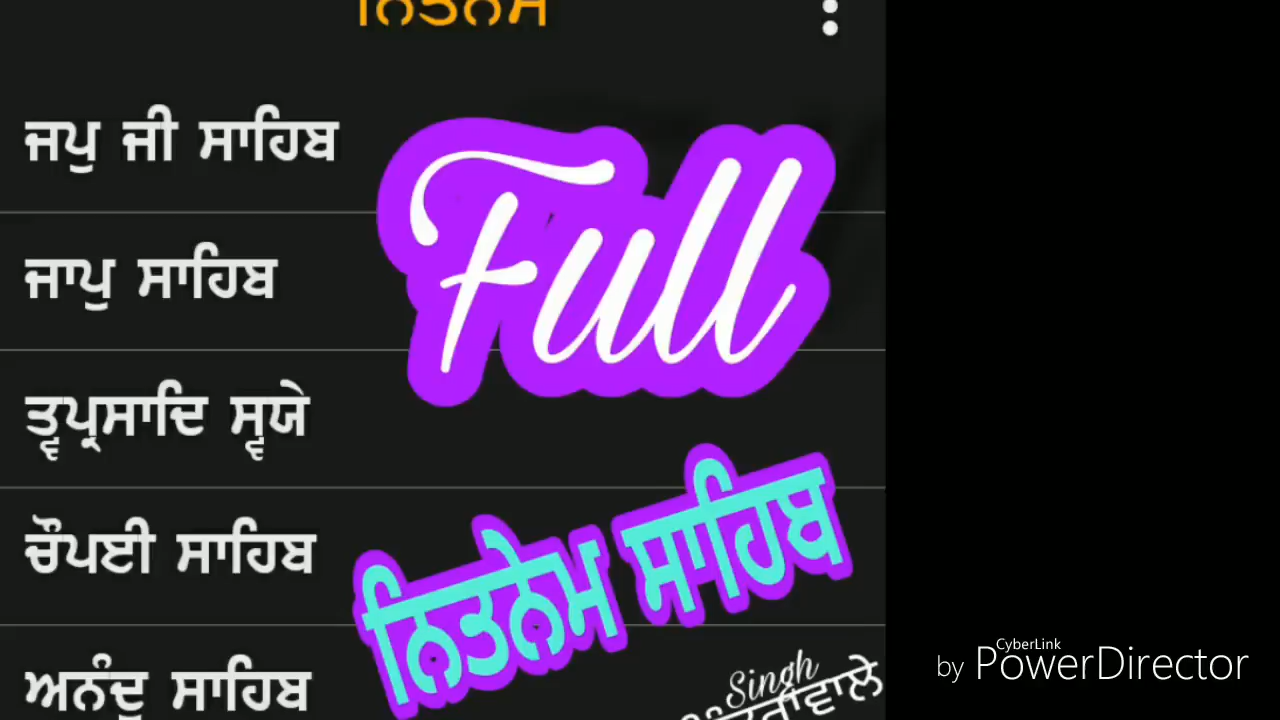 ਨਿਤਨੇਮ
ਜਪੁ ਜੀ ਸਾਹਿਬ
ਜਾਪੁ ਸਾਹਿਬ
ਤ੍ਵਪ੍ਰਸਾਦਿ ਸ੍ਵਯੇ
ਚੌਪਈ ਸਾਹਿਬ
ਅਨੰਦੁ ਸਾਹਿਬ
Full
ਨਿਤਨੇਮ ਸਾਹਿਬ
Singh
CyberLink
by PowerDirector